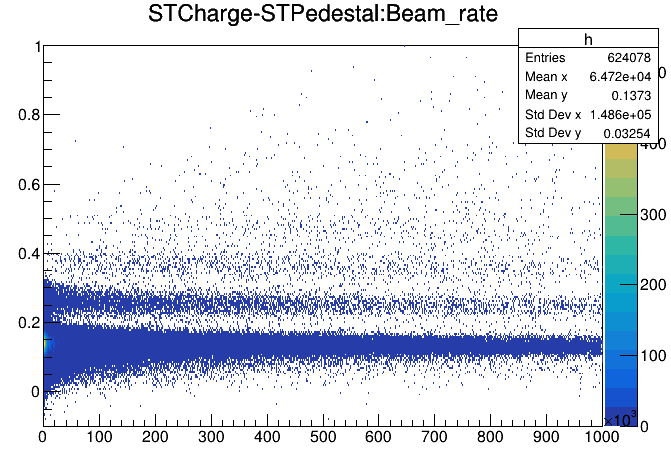 STCharge-STPedestal:Beam_rate
h
Entries 624078
Mean x 6.472e+04
Mean y 0.1373
Std Dev x 1.486e+05
Std Dev y 0.03254
1
0.8
0.6
0.4
0.2
0
0 100 200 300 400 500 600 700 800 900 1000
×10³
0
400
300
200
100
0